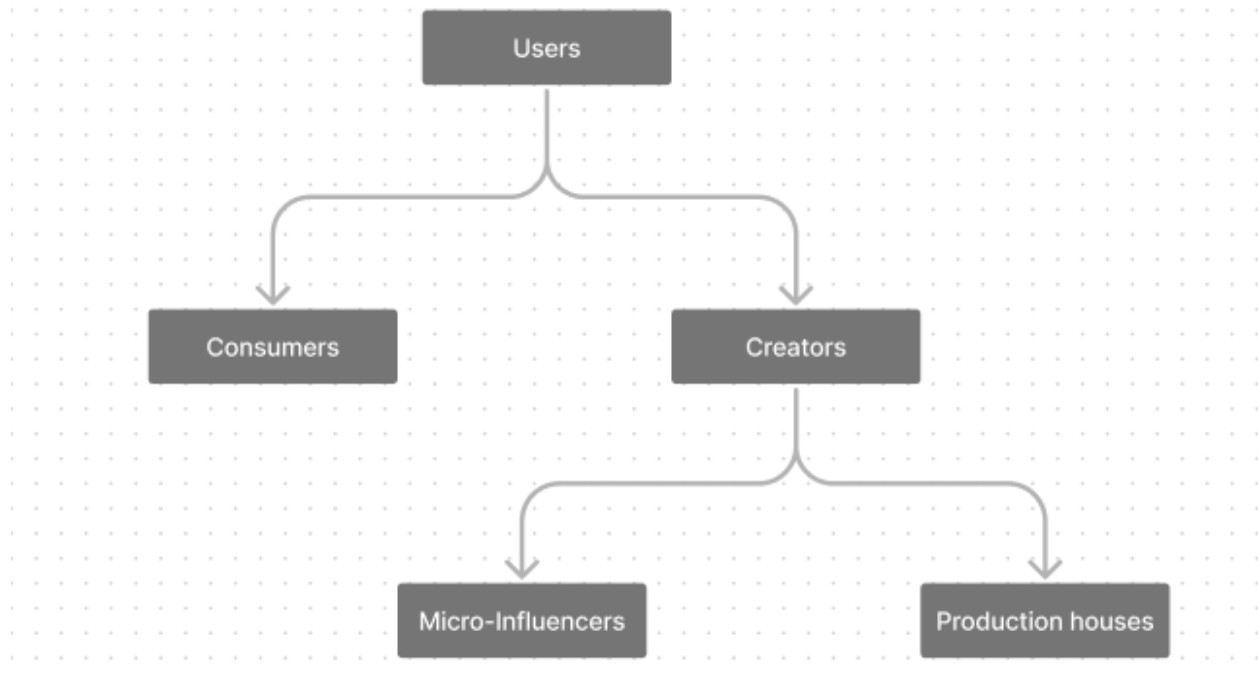 Users
Consumers
Creators
Micro-Influencers
Production houses